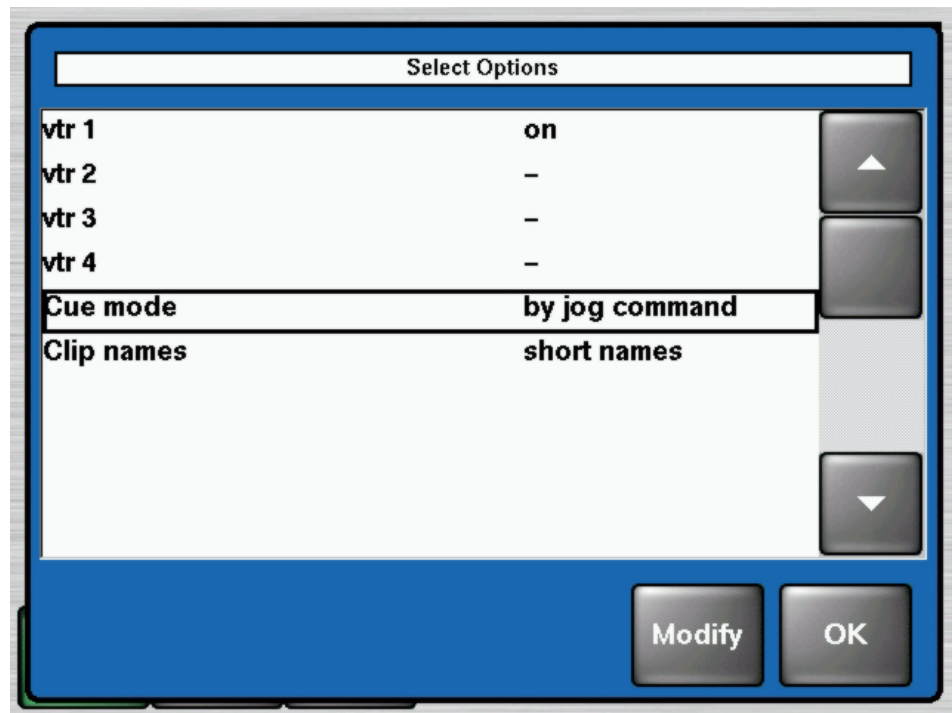 Select Options
vtr 1 on
vtr 2 –
vtr 3 –
vtr 4 –
Cue mode by jog command
Clip names short names
Modify OK